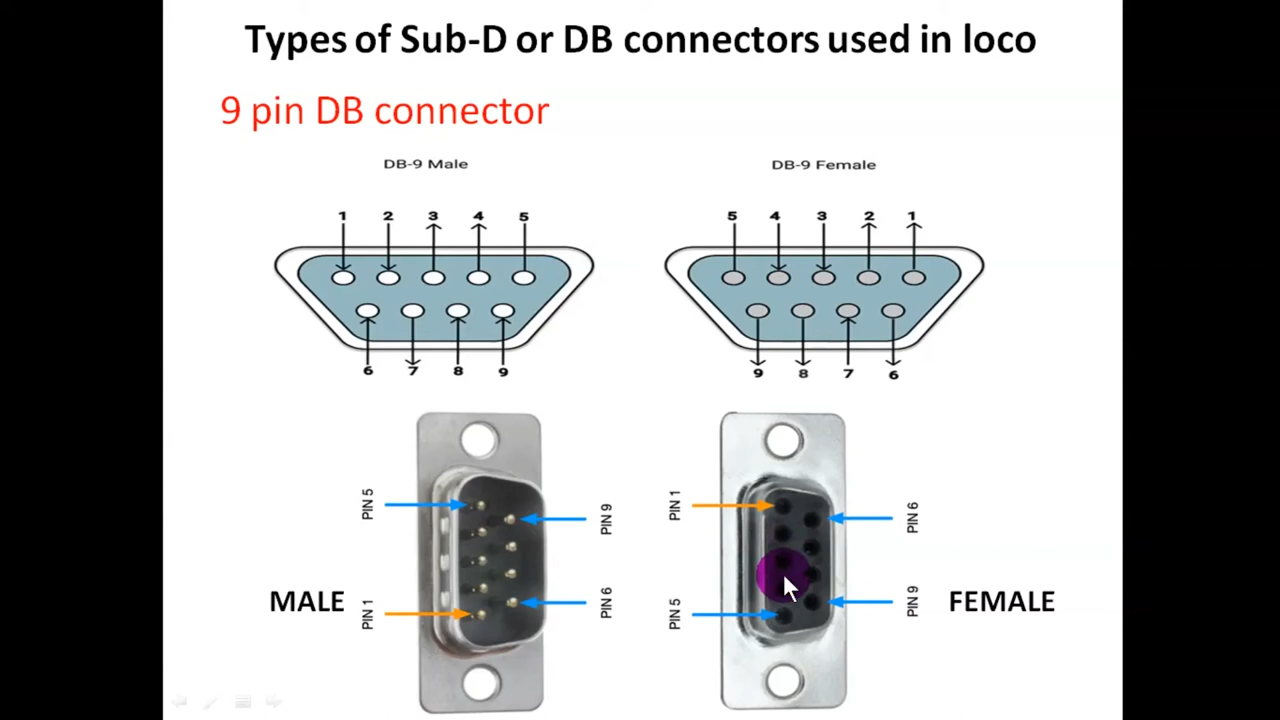 Types of Sub-D or DB connectors used in loco
9 pin DB connector
DB-9 Male
DB-9 Female
1 2 3 4 5
5 4 3 2 1
6 7 8 9
9 8 7 6
PIN 5
PIN 9
PIN 1
PIN 6
MALE
PIN 1
PIN 6
PIN 5
PIN 9
FEMALE